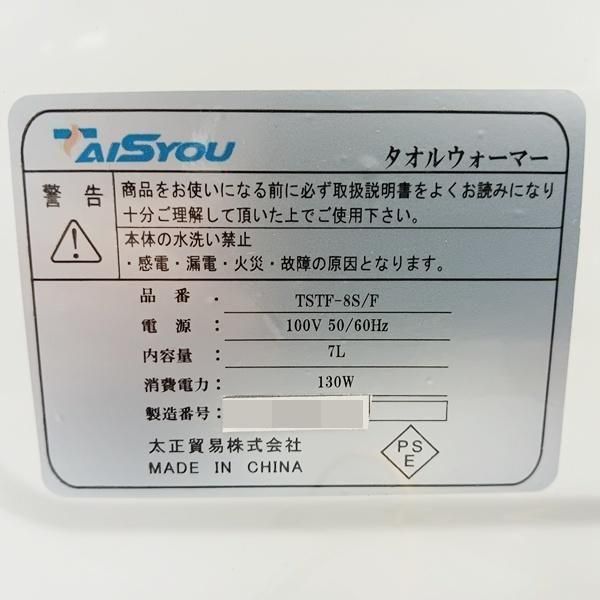 TAiSYOU
タオルウォーマー
警告
商品をお使いになる前に必ず取扱説明書をよくお読みになり
十分ご理解して頂いた上でご使用下さい。
本体の水洗い禁止
・感電・漏電・火災・故障の原因となります。
品番: TSTF-8S/F
電源: 100V 50/60Hz
内容量: 7L
消費電力: 130W
製造番号:
太正貿易株式会社
MADE IN CHINA
PS
E